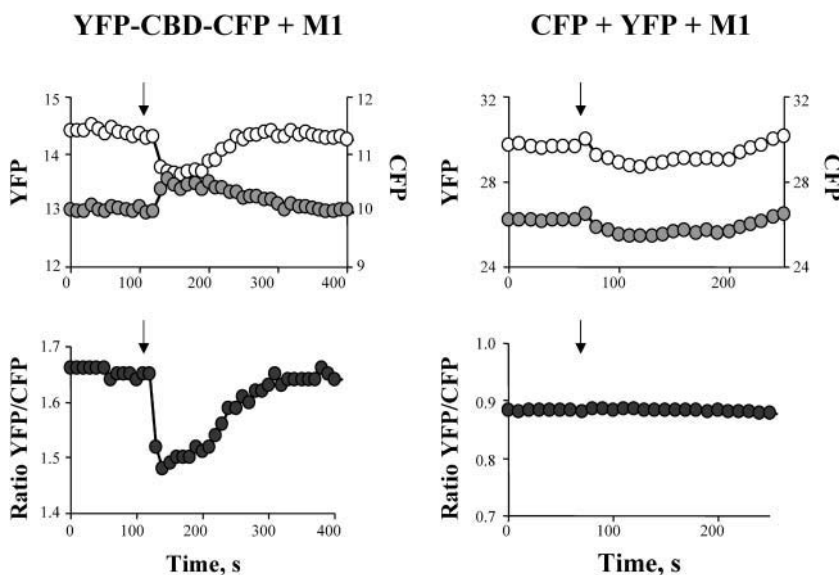 YFP-CBD-CFP + M1
CFP + YFP + M1
15
14
13
12
YFP
12
11
10
9
CFP
0 100 200 300 400
32
28
24
YFP
32
28
24
CFP
0 100 200
1.7
1.6
1.5
1.4
Ratio YFP/CFP
0 100 200 300 400
Time, s
1.0
0.9
0.8
0.7
Ratio YFP/CFP
0 100 200
Time, s